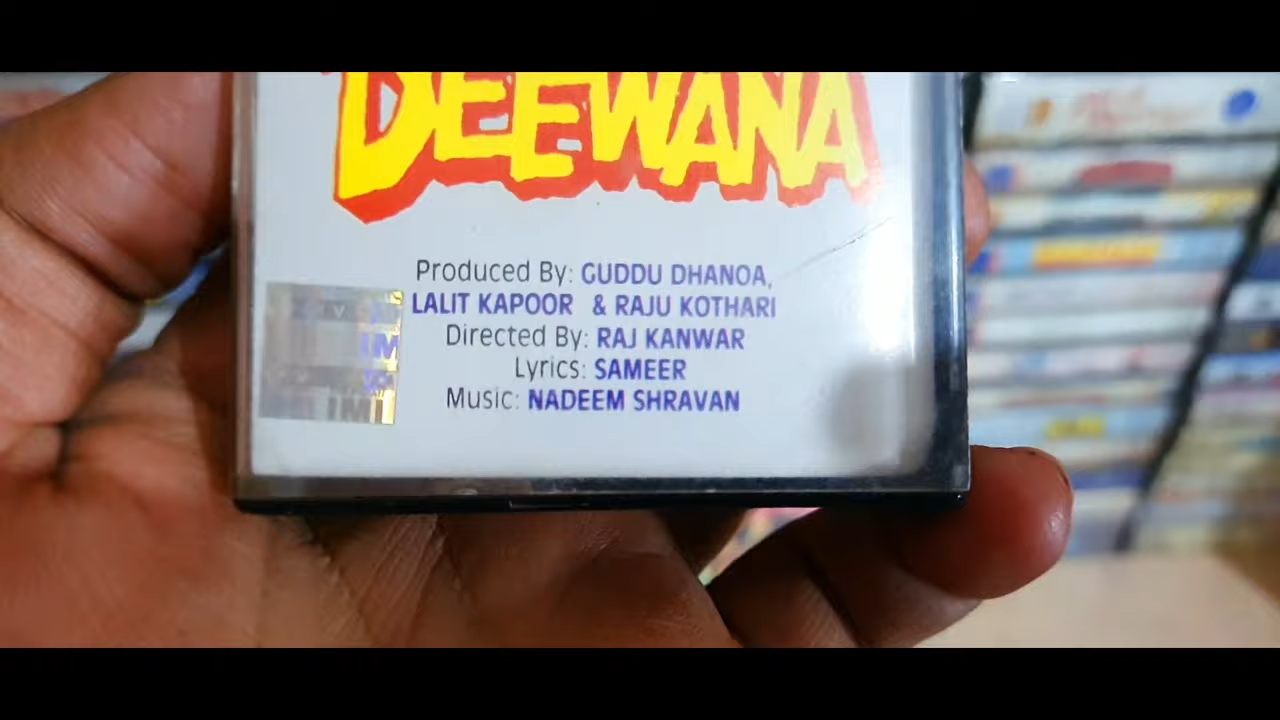 DEEWANA
Produced By: GUDDU DHANOA,
LALIT KAPOOR & RAJU KOTHARI
Directed By: RAJ KANWAR
Lyrics: SAMEER
Music: NADEEM SHRAVAN